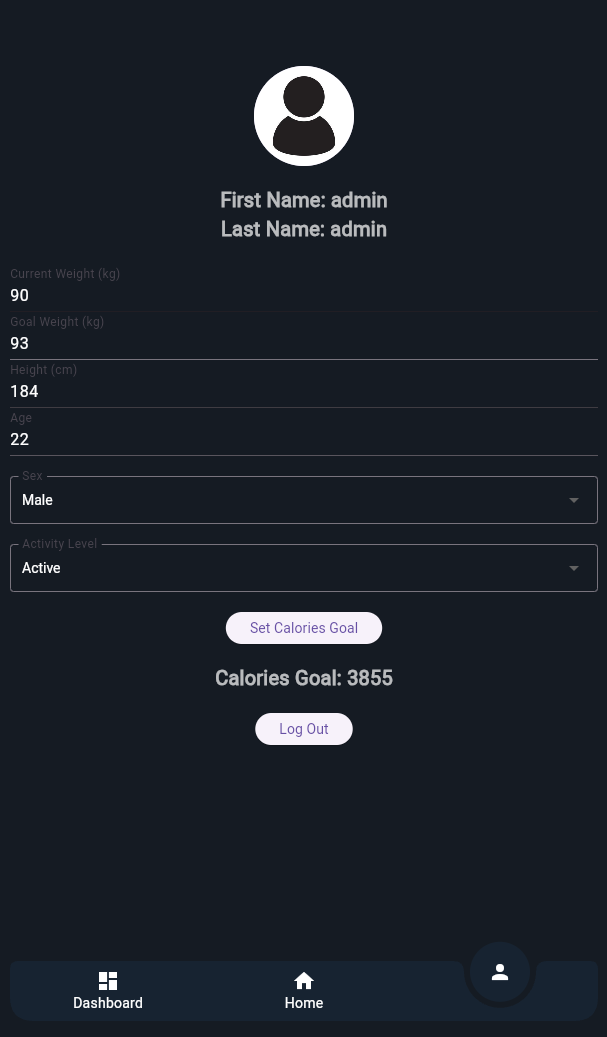 First Name: admin
Last Name: admin
Current Weight (kg)
90
Goal Weight (kg)
93
Height (cm)
184
Age
22
Sex
Male
Activity Level
Active
Set Calories Goal
Calories Goal: 3855
Log Out
Dashboard
Home